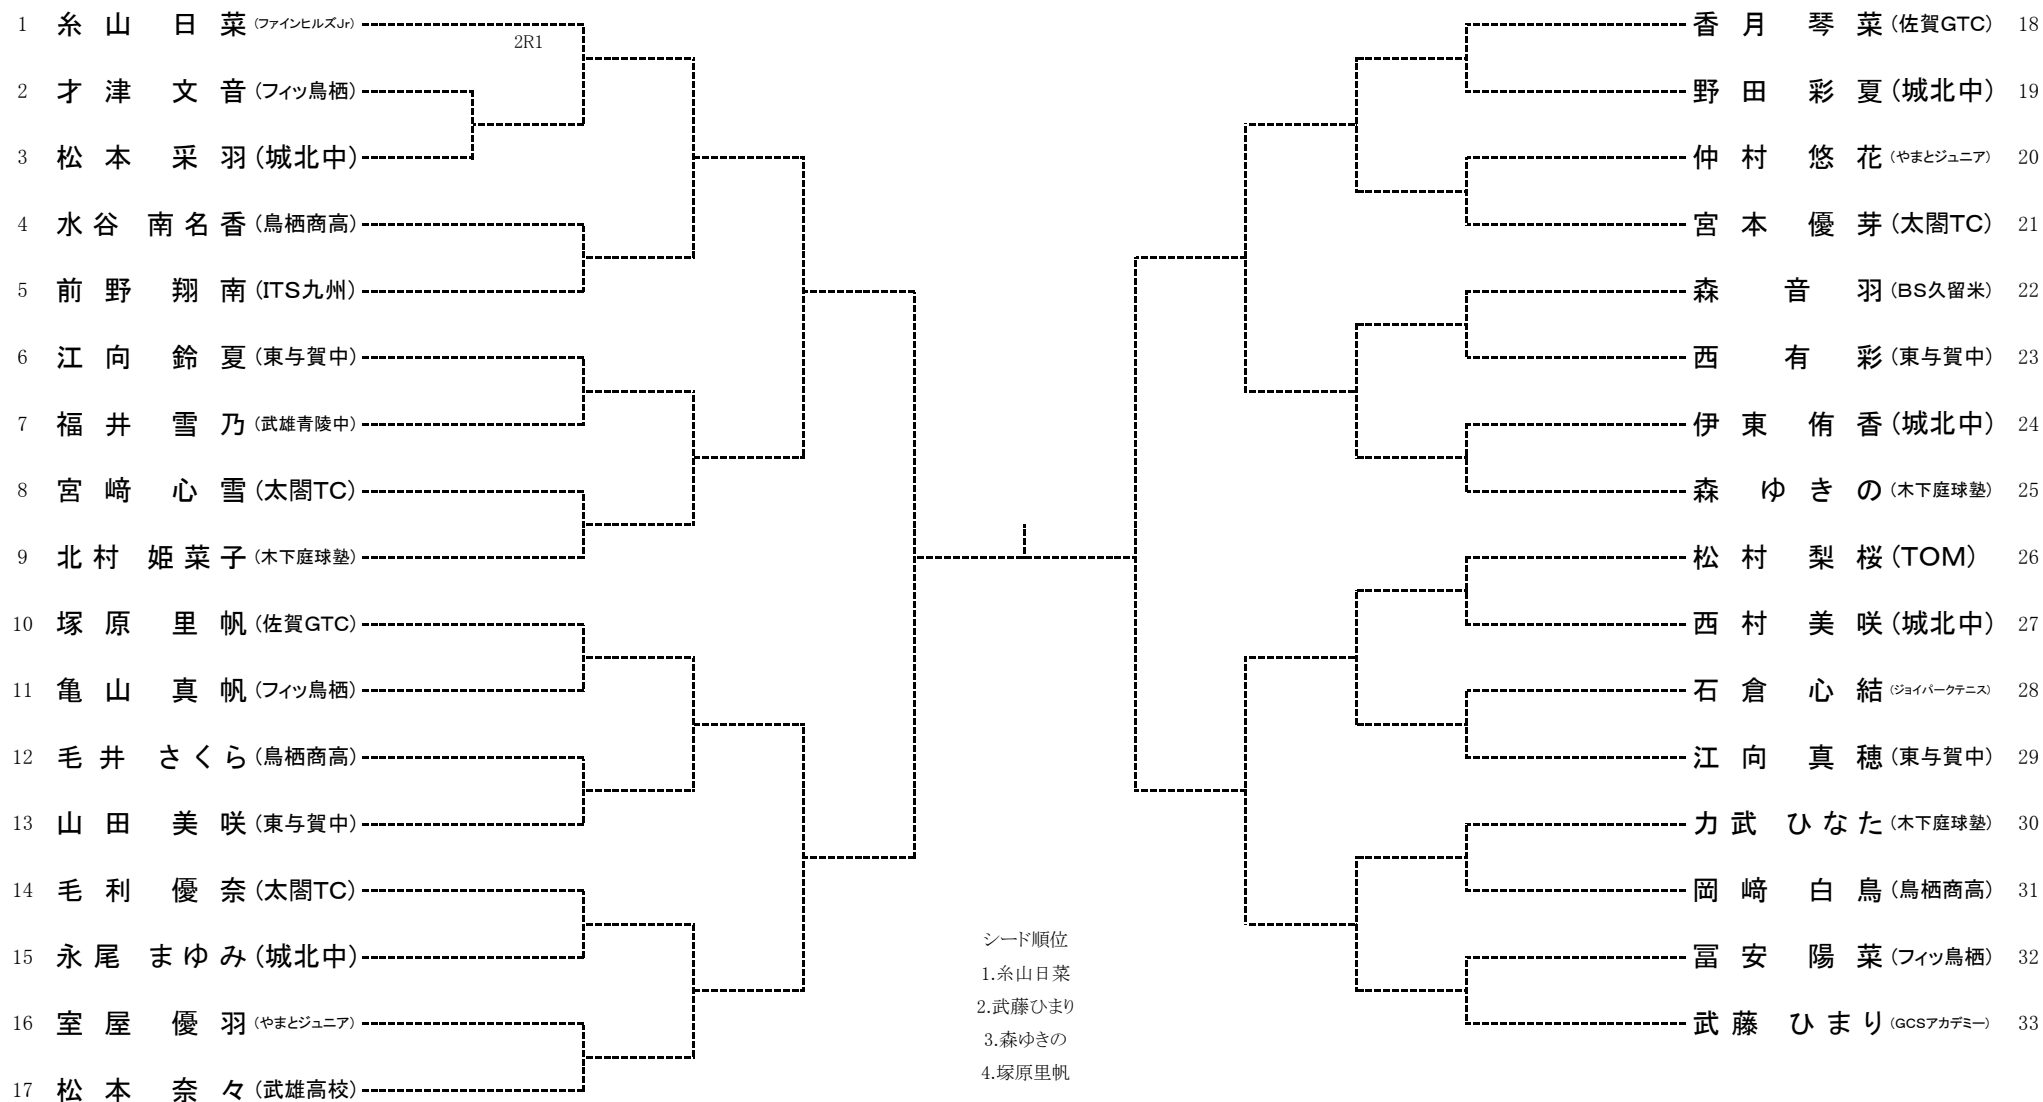 1 糸山 日菜 (ファインヒルズJr)
2R1
2 才津 文音 (フィッ鳥栖)
3 松本 采羽 (城北中)
4 水谷 南名香 (鳥栖商高)
5 前野 翔南 (ITS九州)
6 江向 鈴夏 (東与賀中)
7 福井 雪乃 (武雄青陵中)
8 宮﨑 心雪 (太閤TC)
9 北村 姫菜子 (木下庭球塾)
10 塚原 里帆 (佐賀GTC)
11 亀山 真帆 (フィッ鳥栖)
12 毛井 さくら (鳥栖商高)
13 山田 美咲 (東与賀中)
14 毛利 優奈 (太閤TC)
15 永尾 まゆみ (城北中)
16 室屋 優羽 (やまとジュニア)
17 松本 奈々 (武雄高校)
シード順位
1.糸山日菜
2.武藤ひまり
3.森ゆきの
4.塚原里帆
香月 琴菜 (佐賀GTC) 18
野田 彩夏 (城北中) 19
仲村 悠花 (やまとジュニア) 20
宮本 優芽 (太閤TC) 21
森 音羽 (BS久留米) 22
西 有彩 (東与賀中) 23
伊東 侑香 (城北中) 24
森 ゆきの (木下庭球塾) 25
松村 梨桜 (TOM) 26
西村 美咲 (城北中) 27
石倉 心結 (ジョイパークテニス) 28
江向 真穂 (東与賀中) 29
力武 ひなた (木下庭球塾) 30
岡﨑 白鳥 (鳥栖商高) 31
冨安 陽菜 (フィッ鳥栖) 32
武藤 ひまり (GCSアカデミー) 33